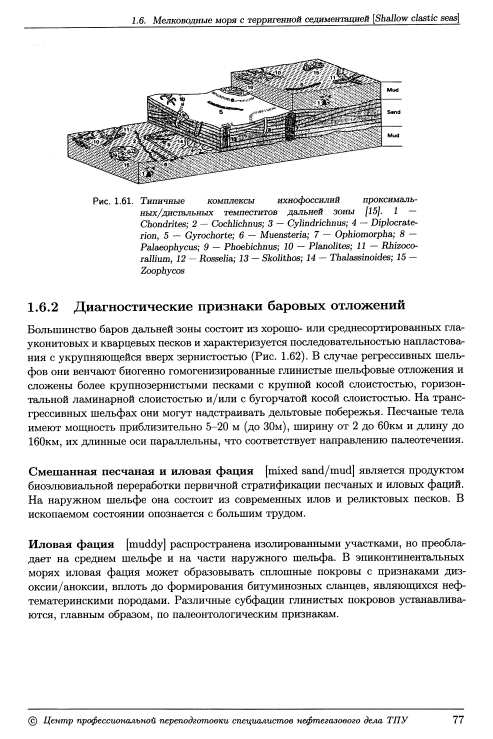 1.6. Мелководные моря с терригенной седиментацией [Shallow clastic seas]
Mud
Sand
Mud
Рис. 1.61. Типичные комплексы ихнофоссилий проксималь-
ных/дистальных темпеститов дальней зоны [15]. 1 —
Chondrites; 2 — Cochlichnus; 3 — Cylindrichnus; 4 — Diplocrate-
rion, 5 — Gyrochorte; 6 — Muensteria; 7 — Ophiomorpha; 8 —
Palaeophycus; 9 — Phoebichnus; 10 — Planolites; 11 — Rhizoco-
rallium, 12 — Rosselia; 13 — Skolithos; 14 — Thalassinoides; 15 —
Zoophycos
1.6.2 Диагностические признаки баровых отложений
Большинство баров дальней зоны состоит из хорошо- или среднесортированных гла-
уконитовых и кварцевых песков и характеризуется последовательностью напластова-
ния с укрупняющейся вверх зернистостью (Рис. 1.62). В случае регрессивных шель-
фов они венчают биогенно гомогенизированные глинистые шельфовые отложения и
сложены более крупнозернистыми песками с крупной косой слоистостью, горизон-
тальной ламинарной слоистостью и/или с бугорчатой косой слоистостью. На транс-
грессивных шельфах они могут надстраивать дельтовые побережья. Песчаные тела
имеют мощность приблизительно 5–20 м (до 30м), ширину от 2 до 60км и длину до
160км, их длинные оси параллельны, что соответствует направлению палеотечения.
Смешанная песчаная и иловая фация [mixed sand/mud] является продуктом
биоэлювиальной переработки первичной стратификации песчаных и иловых фаций.
На наружном шельфе она состоит из современных илов и реликтовых песков. В
ископаемом состоянии опознается с большим трудом.
Иловая фация [muddy] распространена изолированными участками, но преобла-
дает на среднем шельфе и на части наружного шельфа. В эпиконтинентальных
морях иловая фация может образовывать сплошные покровы с признаками диз-
оксии/аноксии, вплоть до формирования битуминозных сланцев, являющихся неф-
тематеринскими породами. Различные субфации глинистых покровов устанавлива-
ются, главным образом, по палеонтологическим признакам.
© Центр профессиональной переподготовки специалистов нефтегазового дела ТПУ 77